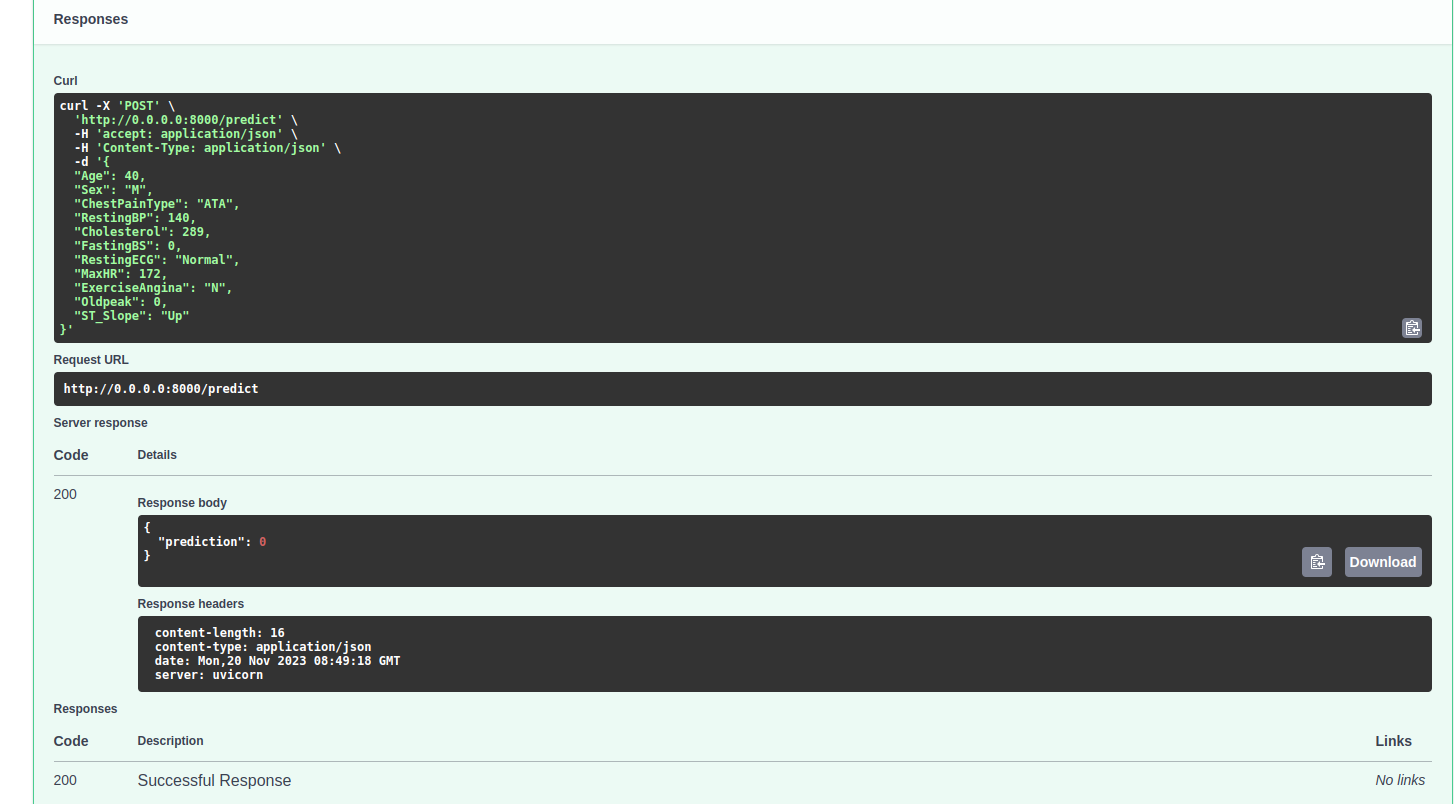 Responses
Curl
curl -X 'POST' \
  'http://0.0.0.0:8000/predict' \
  -H 'accept: application/json' \
  -H 'Content-Type: application/json' \
  -d '{
  "Age": 40,
  "Sex": "M",
  "ChestPainType": "ATA",
  "RestingBP": 140,
  "Cholesterol": 289,
  "FastingBS": 0,
  "RestingECG": "Normal",
  "MaxHR": 172,
  "ExerciseAngina": "N",
  "Oldpeak": 0,
  "ST_Slope": "Up"
}'
Request URL
http://0.0.0.0:8000/predict
Server response
Code Details
200
Response body
{
  "prediction": 0
}
Download
Response headers
content-length: 16
content-type: application/json
date: Mon,20 Nov 2023 08:49:18 GMT
server: uvicorn
Responses
Code Description Links
200 Successful Response No links